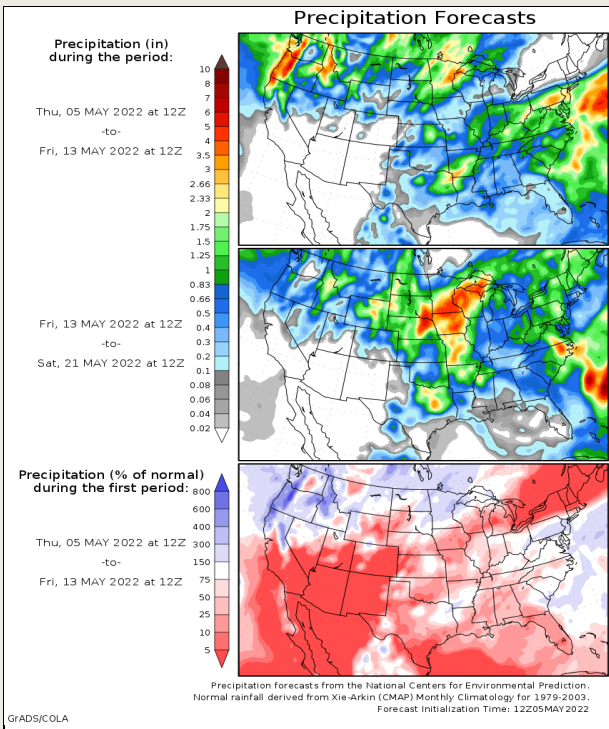 Precipitation Forecasts
Precipitation (in)
during the period:
Thu, 05 MAY 2022 at 12Z
-to-
Fri, 13 MAY 2022 at 12Z
10
8
7
6
5
4
3.5
3
2.66
2.33
2
1.75
1.5
1.25
1
0.83
0.66
0.5
0.4
0.3
0.2
0.1
0.08
0.06
0.04
0.02
Fri, 13 MAY 2022 at 12Z
-to-
Sat, 21 MAY 2022 at 12Z
Precipitation (% of normal)
during the first period:
Thu, 05 MAY 2022 at 12Z
-to-
Fri, 13 MAY 2022 at 12Z
800
600
400
300
150
75
50
25
10
5
Precipitation forecasts from the National Centers for Environmental Prediction.
Normal rainfall derived from Xie-Arkin (CMAP) Monthly Climatology for 1979-2003.
Forecast Initialization Time: 12Z05MAY2022
GrADS/COLA